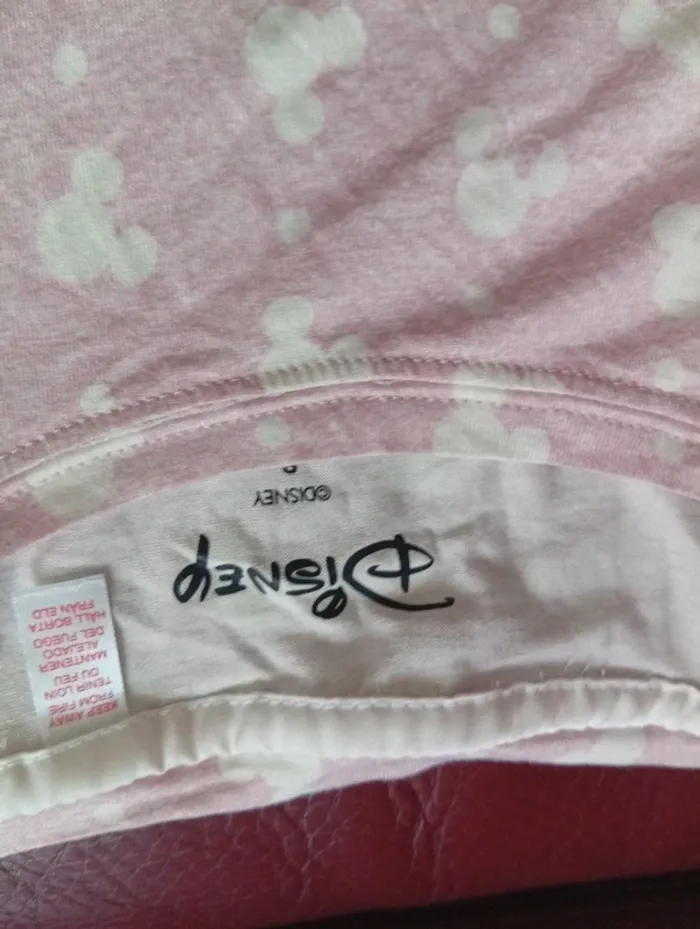 KEEP AWAY
FROM FIRE
TENIR LOIN
DU FEU
MANTENER
ALEJADO
DEL FUEGO
HÅLL BORTA
FRÅN ELD
Disney
©DISNEY